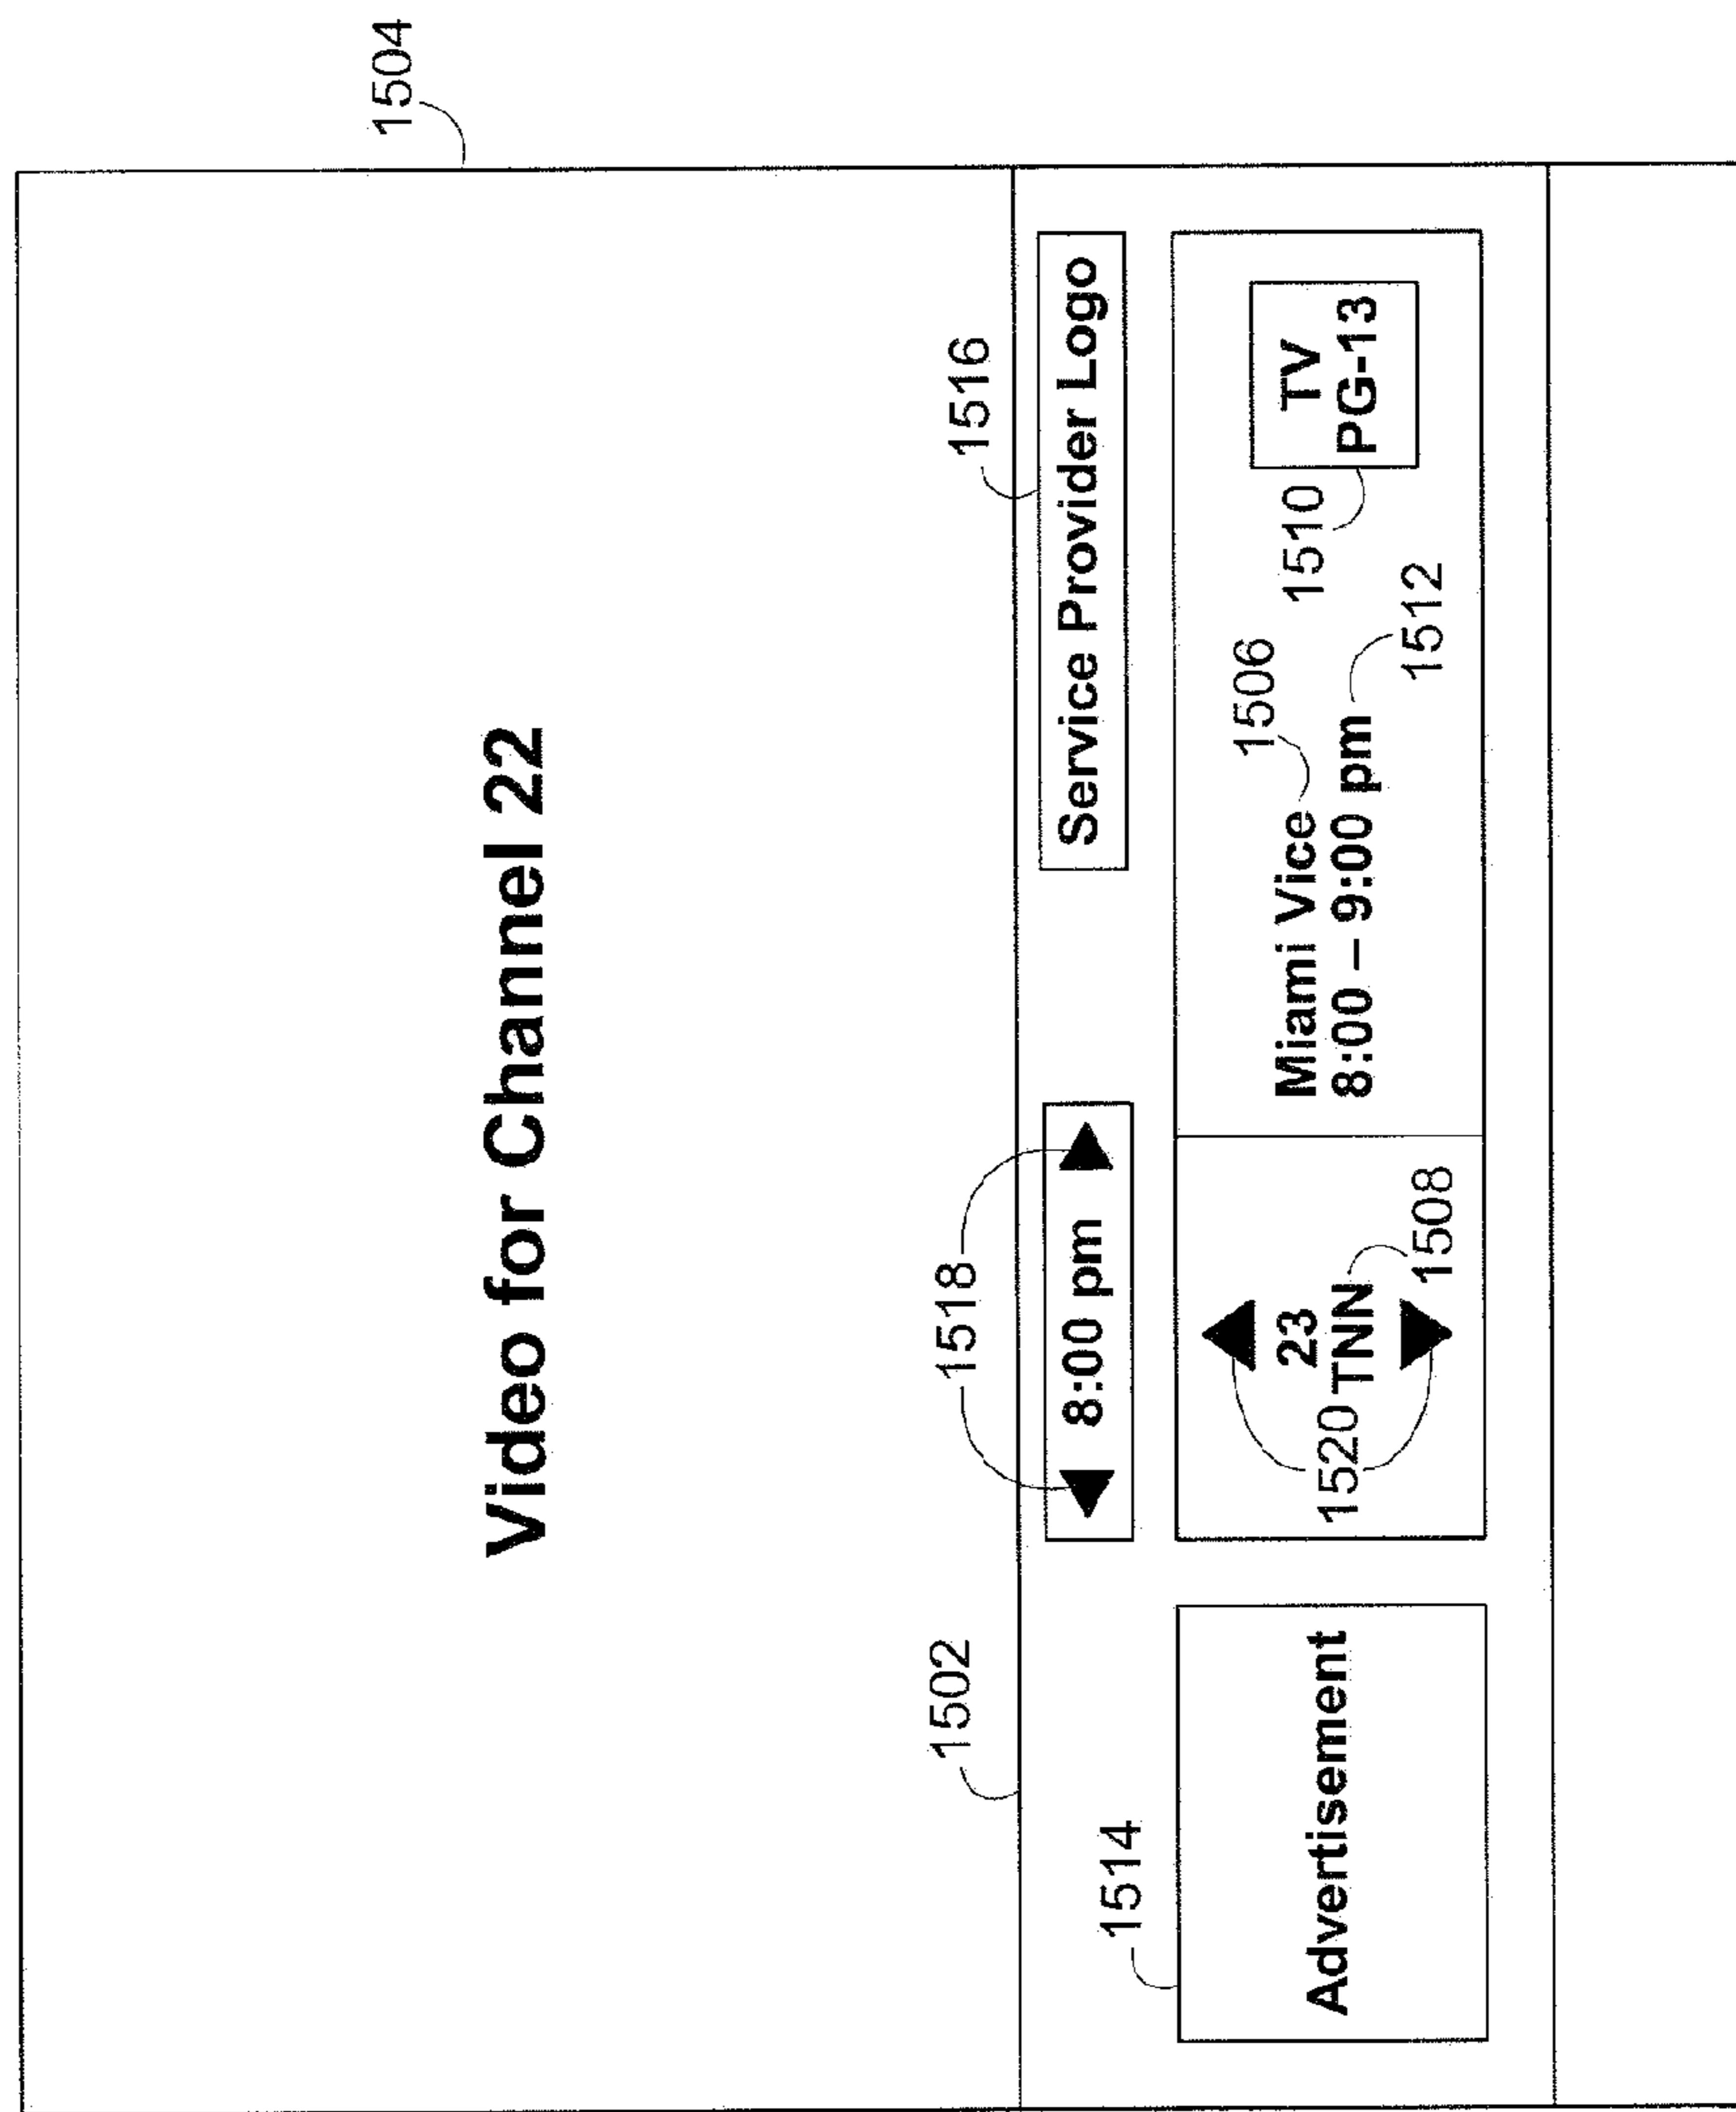 1504
Video for Channel 22
1502
1518
1516
8:00 pm
Service Provider Logo
1514
Advertisement
23
1520 TNN
1508
1506
Miami Vice
8:00 – 9:00 pm
1512
1510
TV
PG-13